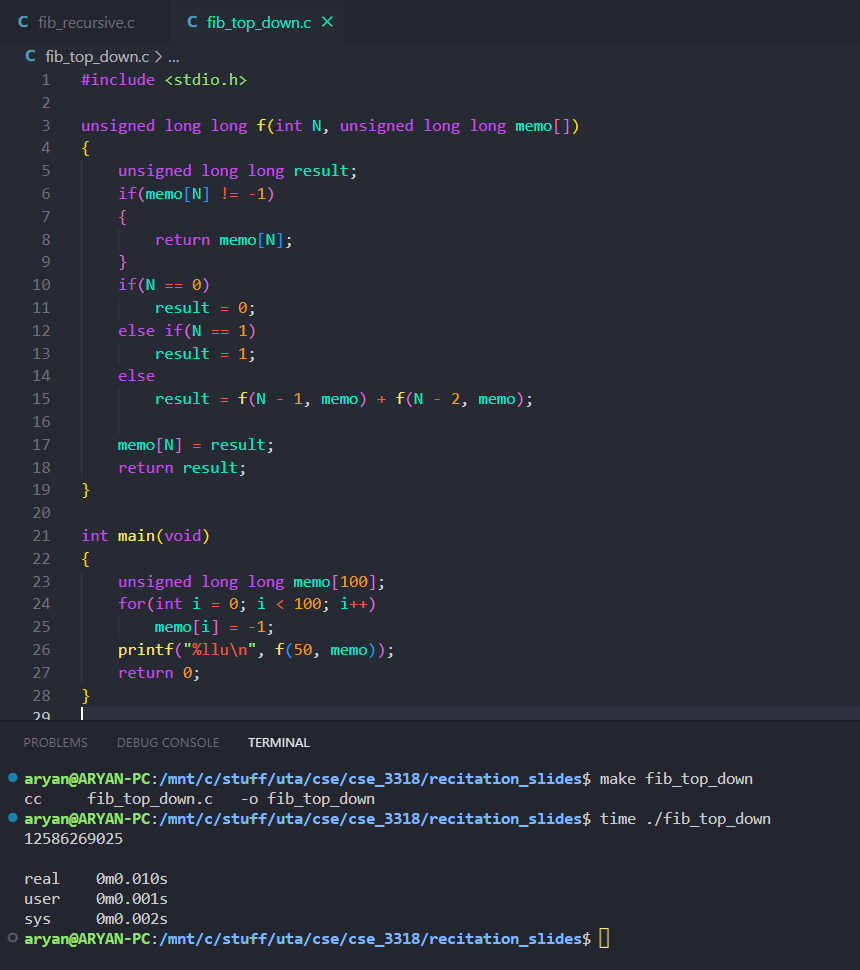 C fib_recursive.c C fib_top_down.c ×
C fib_top_down.c > ...
1 #include <stdio.h>
2
3 unsigned long long f(int N, unsigned long long memo[])
4 {
5     unsigned long long result;
6     if(memo[N] != -1)
7     {
8         return memo[N];
9     }
10     if(N == 0)
11         result = 0;
12     else if(N == 1)
13         result = 1;
14     else
15         result = f(N - 1, memo) + f(N - 2, memo);
16
17     memo[N] = result;
18     return result;
19 }
20
21 int main(void)
22 {
23     unsigned long long memo[100];
24     for(int i = 0; i < 100; i++)
25         memo[i] = -1;
26     printf("%llu\n", f(50, memo));
27     return 0;
28 }
29
PROBLEMS DEBUG CONSOLE TERMINAL
aryan@ARYAN-PC:/mnt/c/stuff/uta/cse/cse_3318/recitation_slides$ make fib_top_down
cc     fib_top_down.c   -o fib_top_down
aryan@ARYAN-PC:/mnt/c/stuff/uta/cse/cse_3318/recitation_slides$ time ./fib_top_down
12586269025
real    0m0.010s
user    0m0.001s
sys     0m0.002s
aryan@ARYAN-PC:/mnt/c/stuff/uta/cse/cse_3318/recitation_slides$